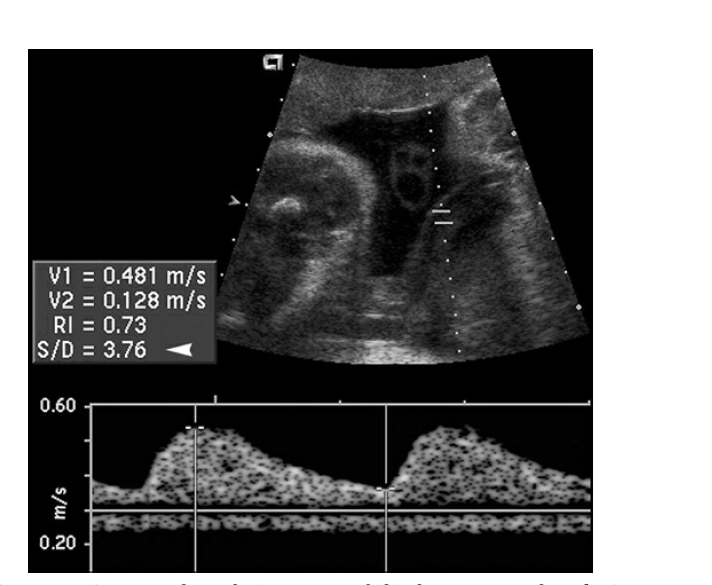 V1 = 0.481 m/s
V2 = 0.128 m/s
RI = 0.73
S/D = 3.76
0.60
m/s
0.20